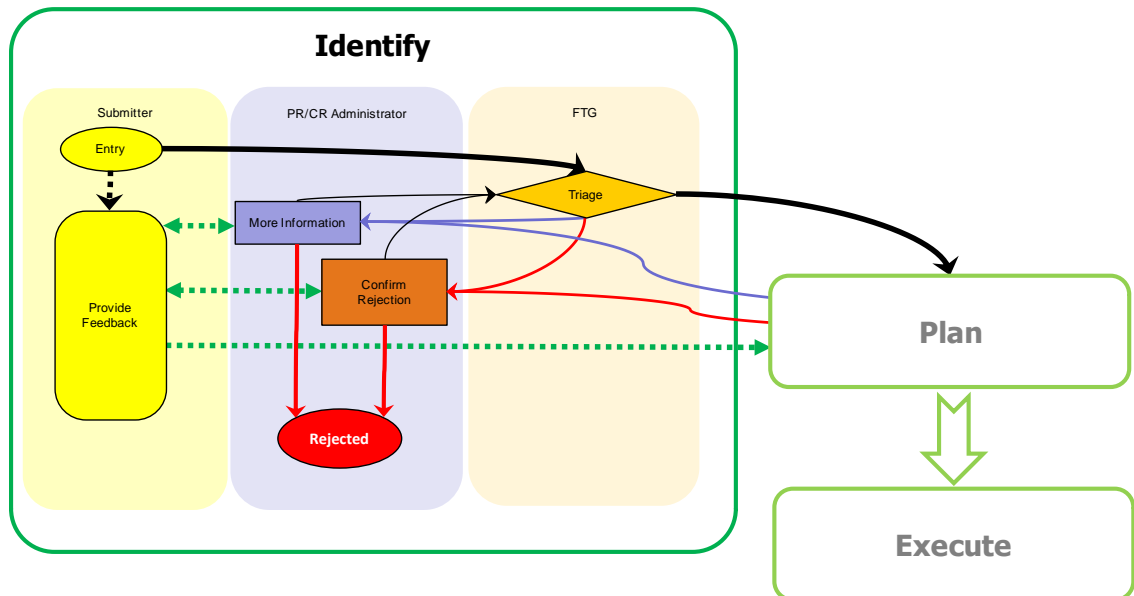 Identify
Submitter
PR/CR Administrator
FTG
Entry
Triage
More Information
Confirm
Rejection
Provide
Feedback
Plan
Rejected
Execute